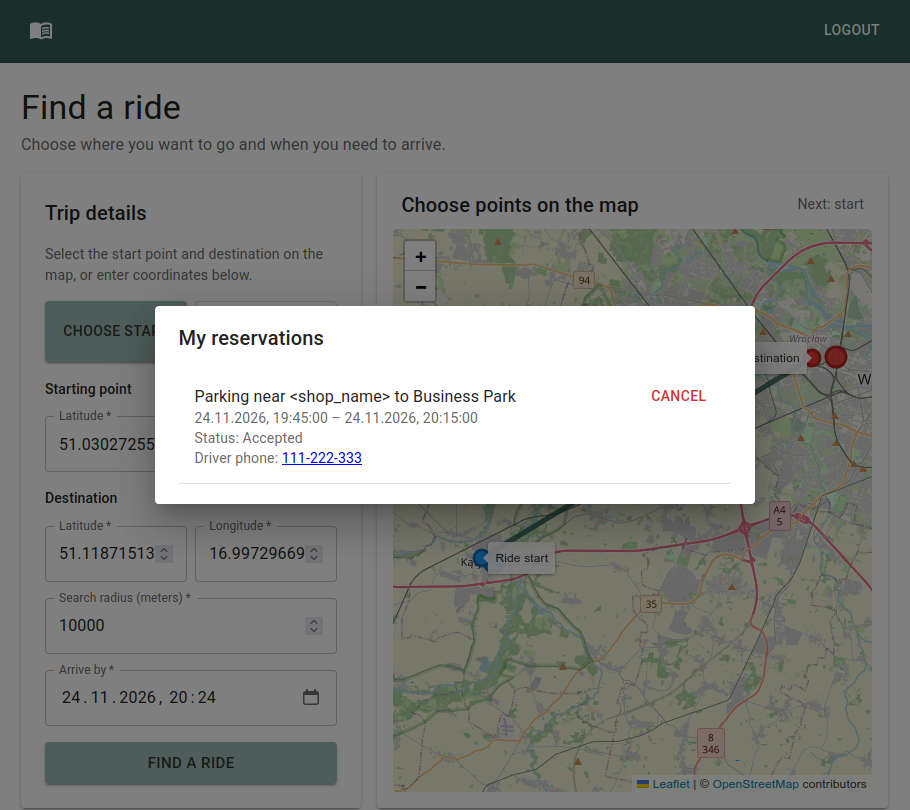 LOGOUT
Find a ride
Choose where you want to go and when you need to arrive.
Trip details
Select the start point and destination on the
map, or enter coordinates below.
CHOOSE STAR
Starting point
Latitude *
51.03027255
Destination
Latitude *
51.11871513
Longitude *
16.99729669
Search radius (meters) *
10000
Arrive by *
24.11.2026, 20:24
FIND A RIDE
Choose points on the map
Next: start
+
−
94
Wrocław
stination
W
My reservations
Parking near <shop_name> to Business Park
CANCEL
24.11.2026, 19:45:00 – 24.11.2026, 20:15:00
Status: Accepted
Driver phone: 111-222-333
A4
5
Ride start
35
8
346
Leaflet | © OpenStreetMap contributors